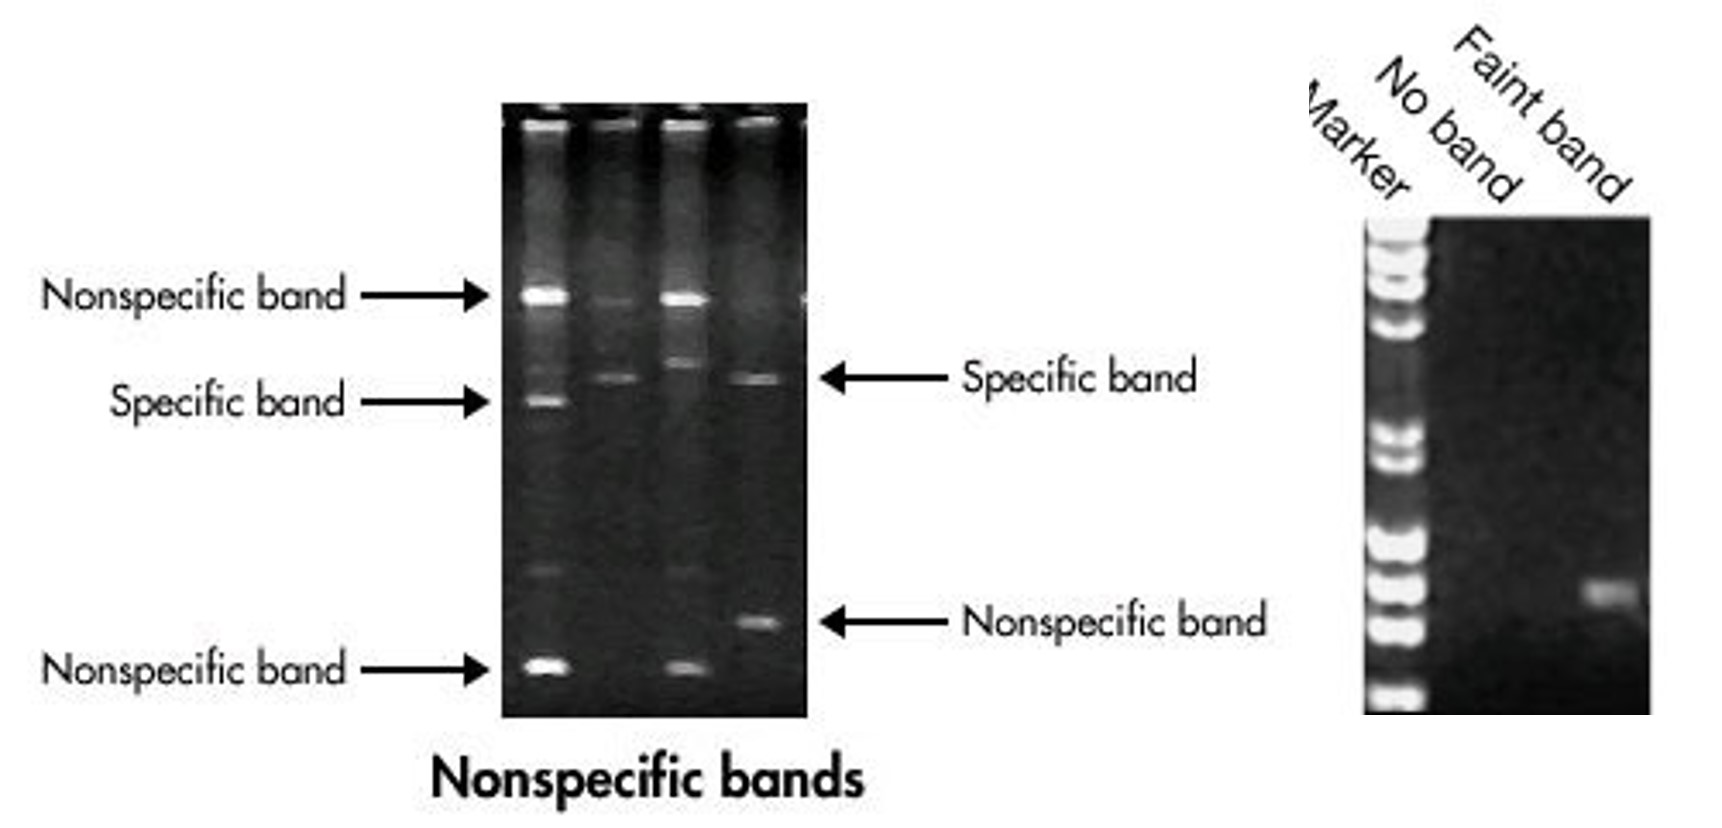 Marker
No band
Faint band
Nonspecific band
Specific band
Specific band
Nonspecific band
Nonspecific band
Nonspecific bands